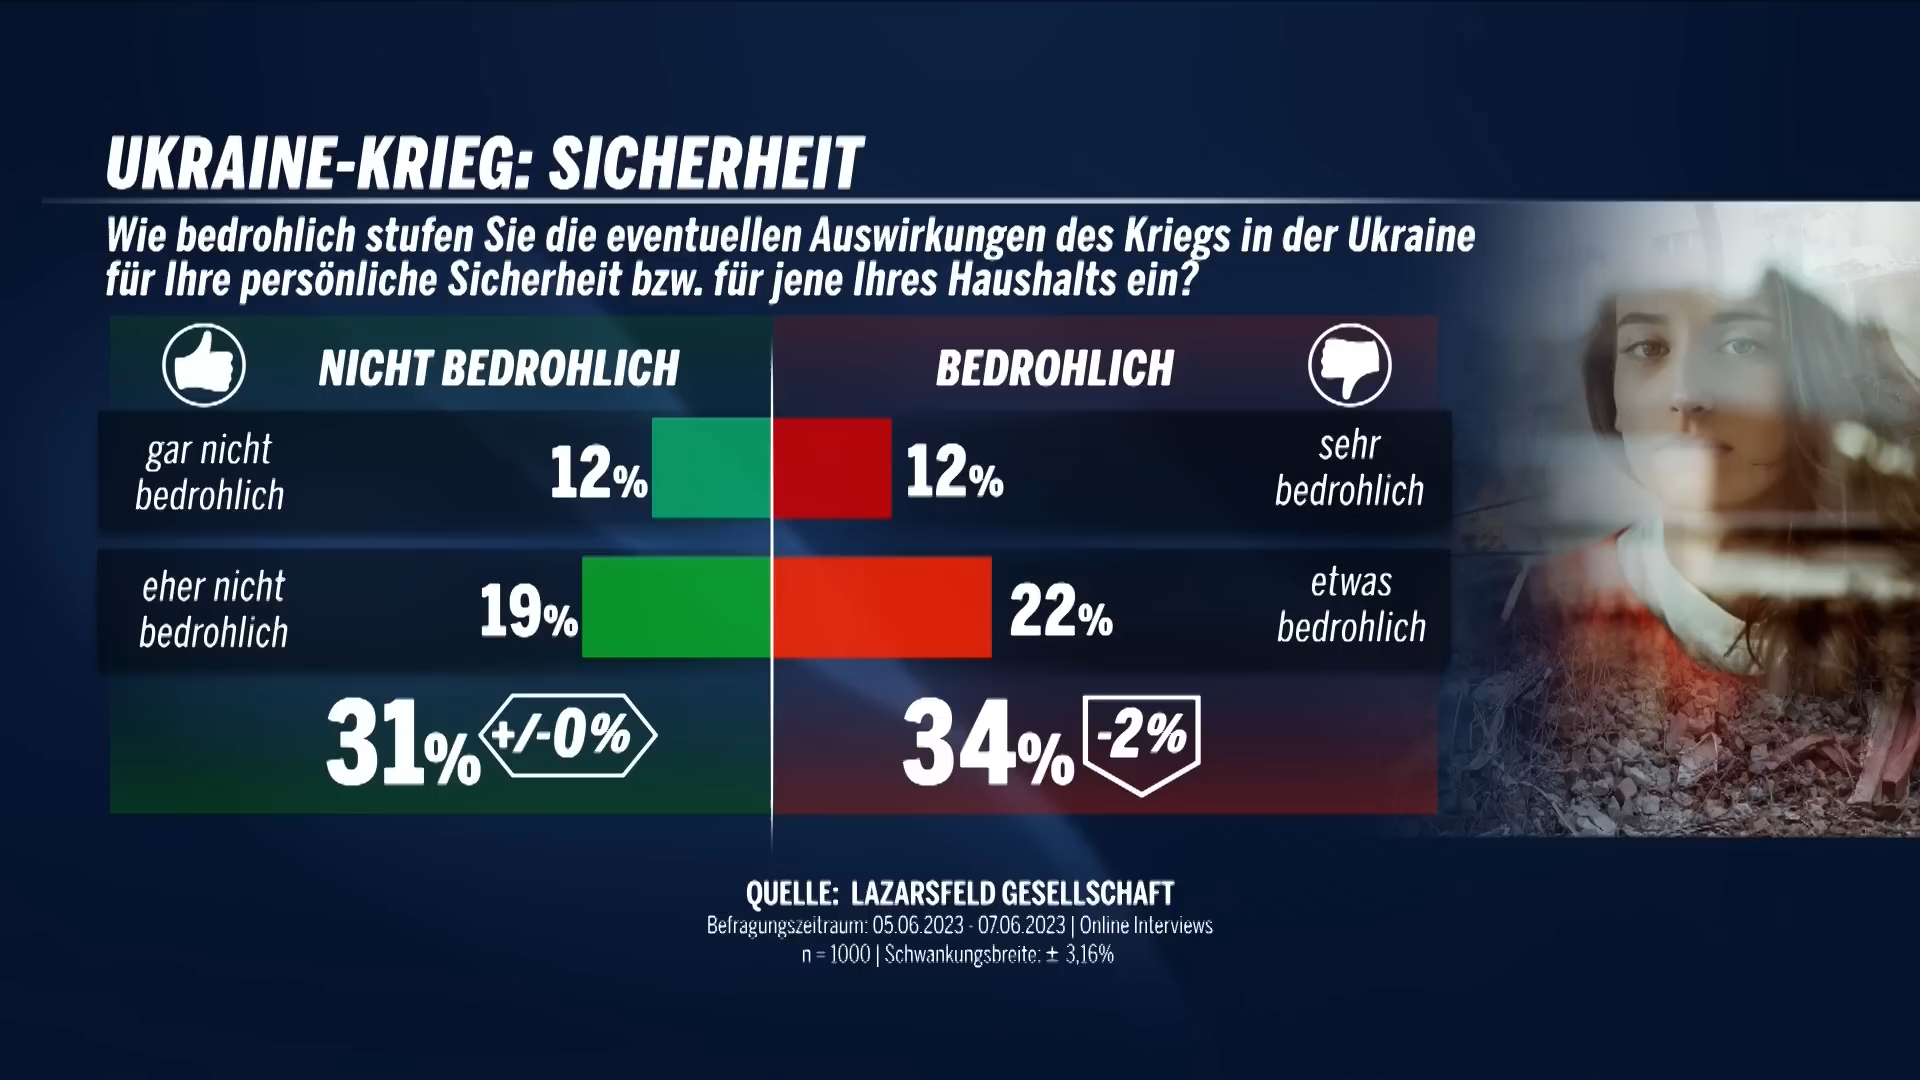 UKRAINE-KRIEG: SICHERHEIT
Wie bedrohlich stufen Sie die eventuellen Auswirkungen des Kriegs in der Ukraine
für Ihre persönliche Sicherheit bzw. für jene Ihres Haushalts ein?
NICHT BEDROHLICH
BEDROHLICH
gar nicht
bedrohlich
12%
12%
sehr
bedrohlich
eher nicht
bedrohlich
19%
22%
etwas
bedrohlich
31% +/-0%
34% -2%
QUELLE: LAZARSFELD GESELLSCHAFT
Befragungszeitraum: 05.06.2023 - 07.06.2023 | Online Interviews
n = 1000 | Schwankungsbreite: ± 3,16%